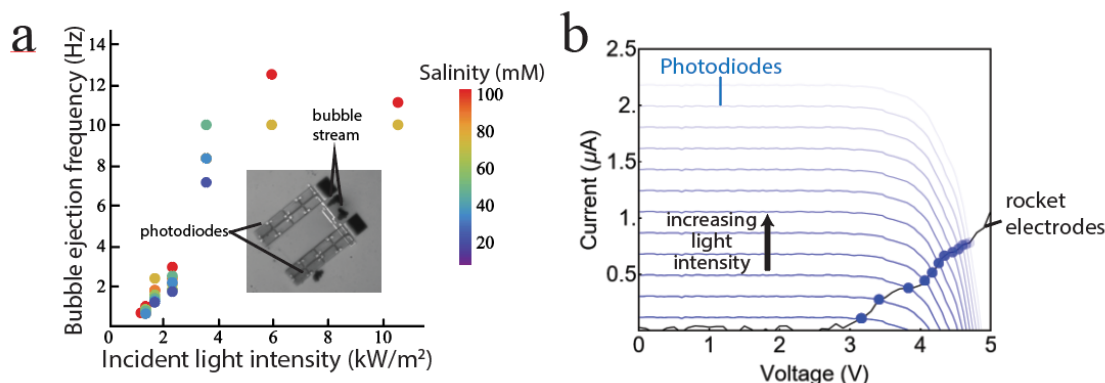 a
Bubble ejection frequency (Hz)
14
12
10
8
6
4
2
0
2
4
6
8
10
Incident light intensity (kW/m²)
Salinity (mM)
100
80
60
40
20
bubble
stream
photodiodes
b
Current (µA)
2.5
2.0
1.5
1.0
0.5
0
1
2
3
4
5
Voltage (V)
Photodiodes
increasing
light
intensity
rocket
electrodes